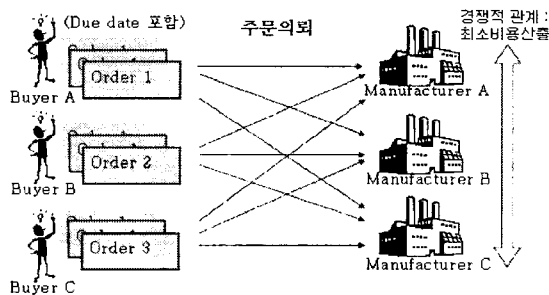 (Due date 포함)
주문의뢰
경쟁적 관계 :
최소비용산출
Order 1
Buyer A
Manufacturer A
Order 2
Buyer B
Manufacturer B
Order 3
Buyer C
Manufacturer C